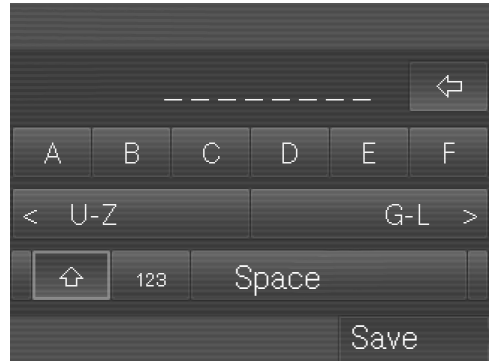 _ _ _ _ _ _ _ _
A B C D E F
< U-Z G-L >
123 Space
Save